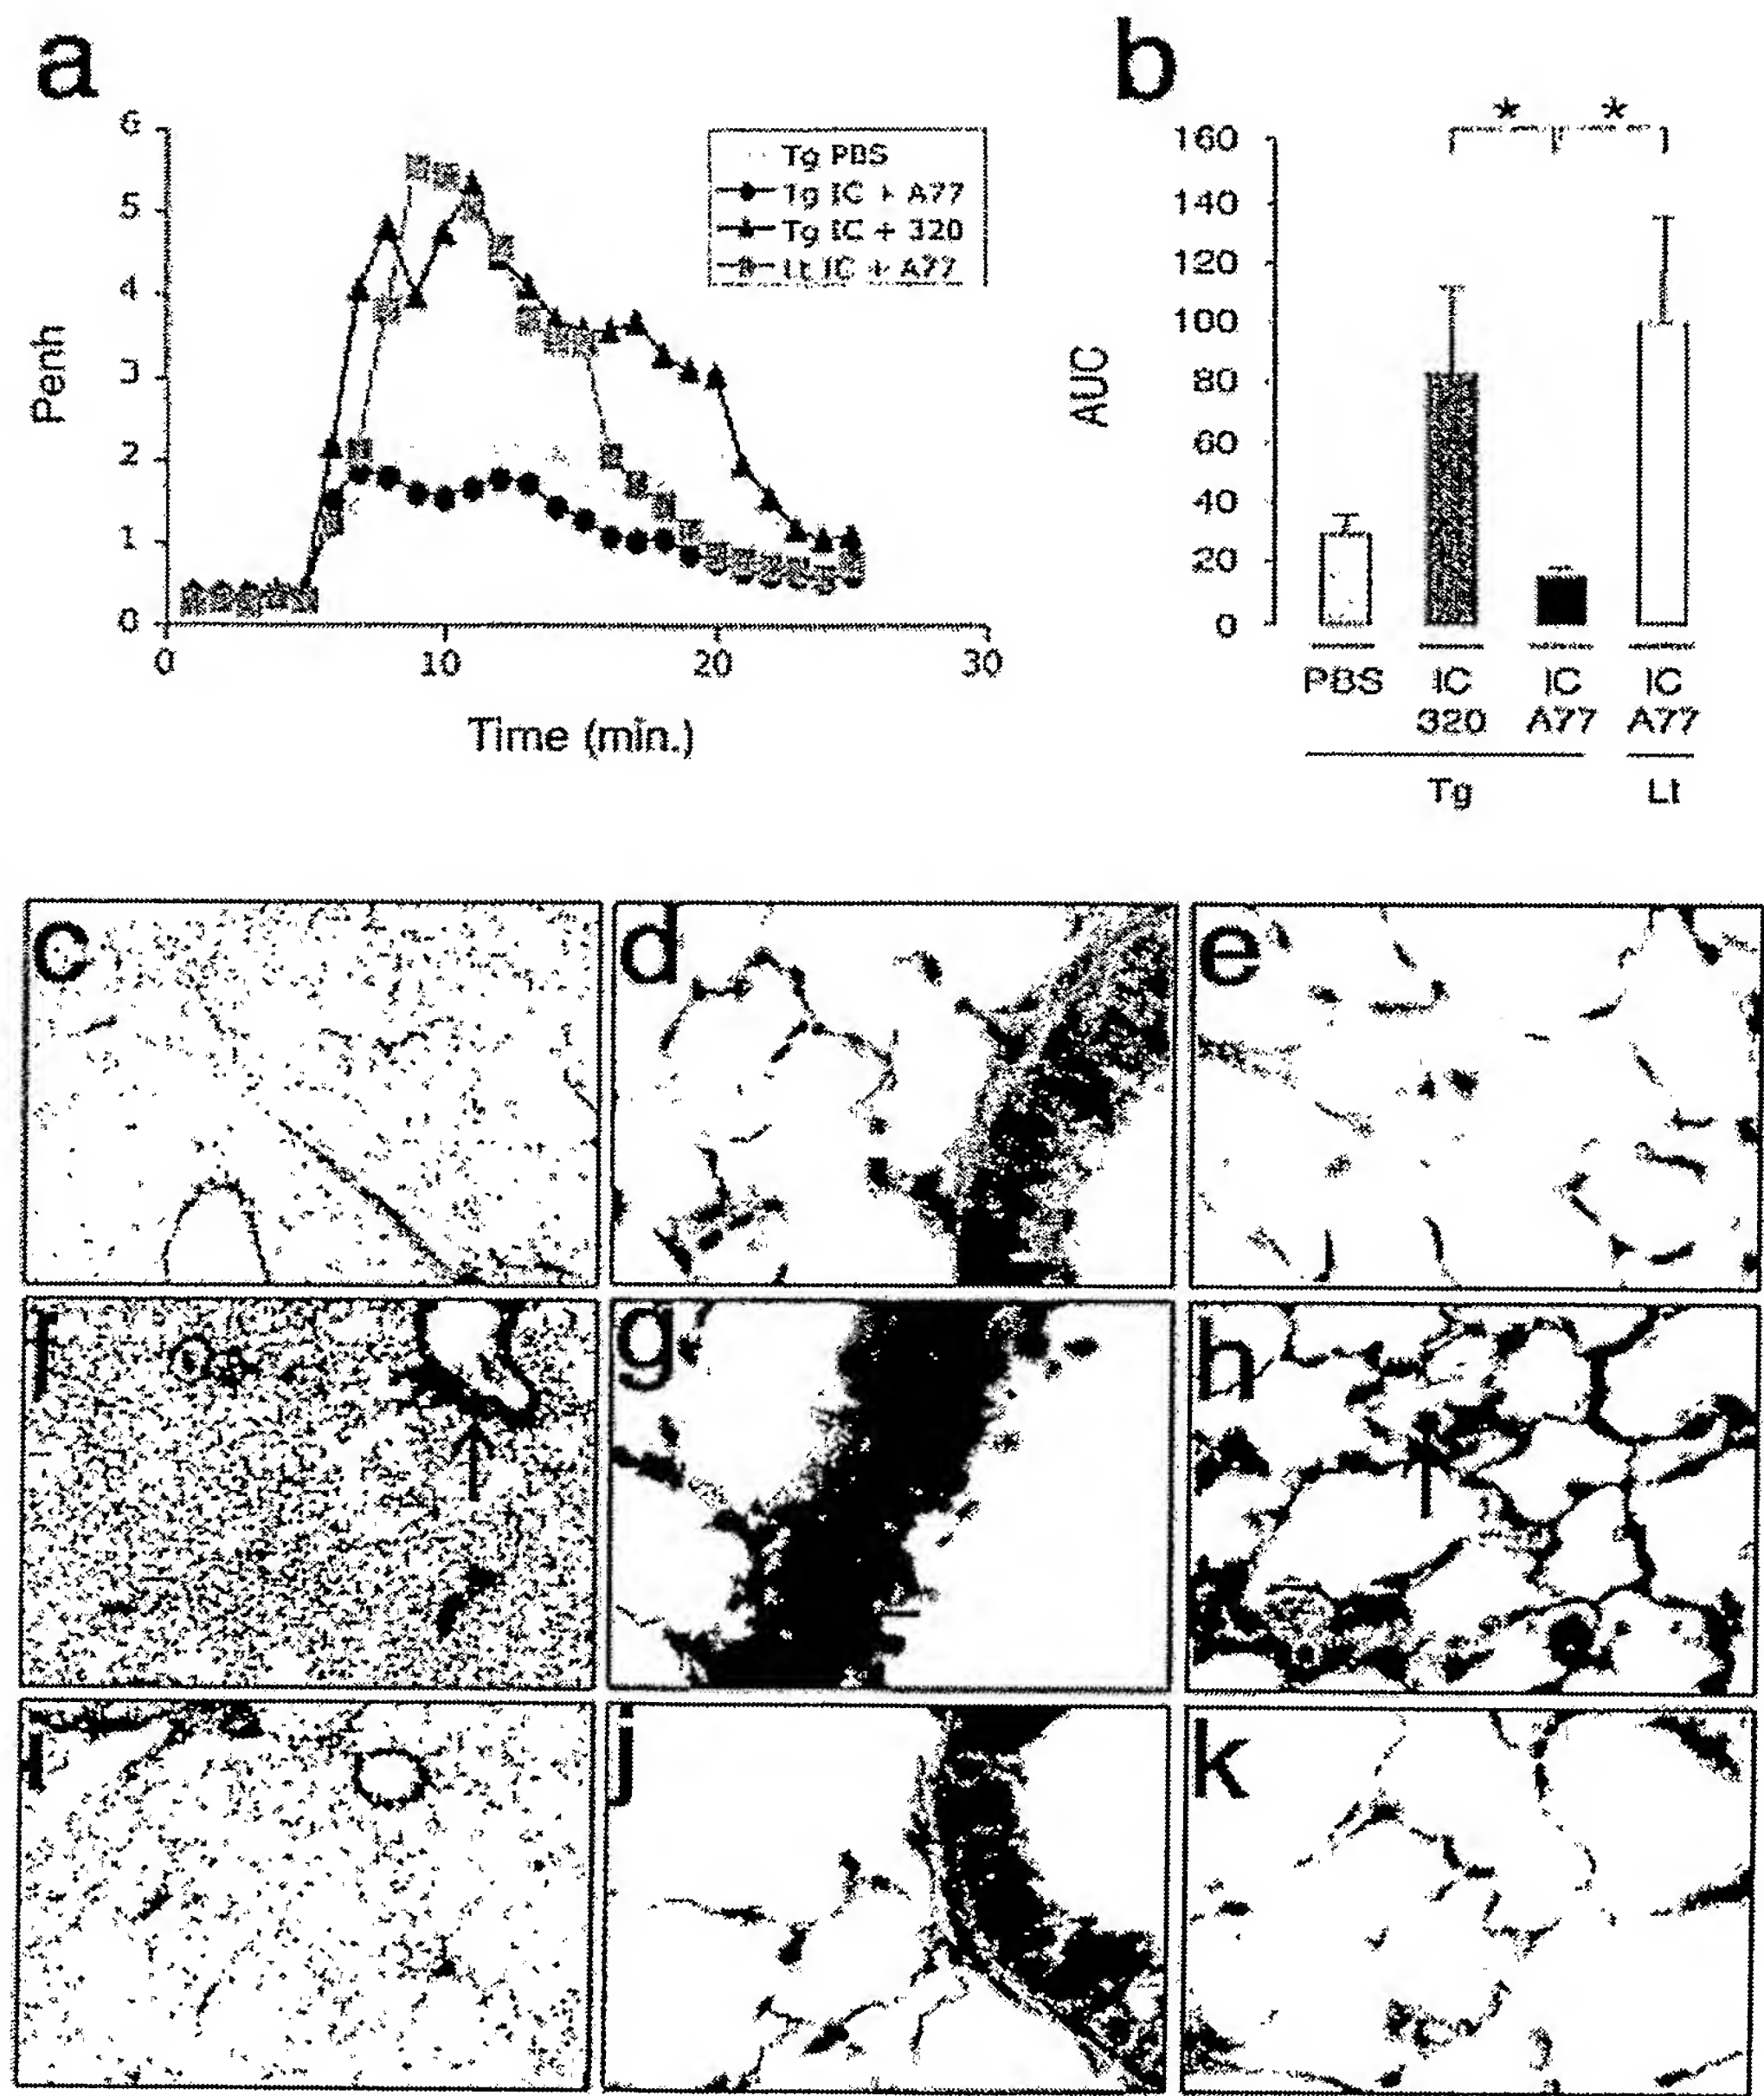 a
6
5
4
3
2
1
0
Penh
0 10 20 30
Time (min.)
Tg PBS
Tg IC + A77
Tg IC + 320
Lt IC + A77
b
* *
160
140
120
100
80
60
40
20
0
AUC
PBS IC IC IC
320 A77 A77
Tg Lt
c d e
f g h
i j k